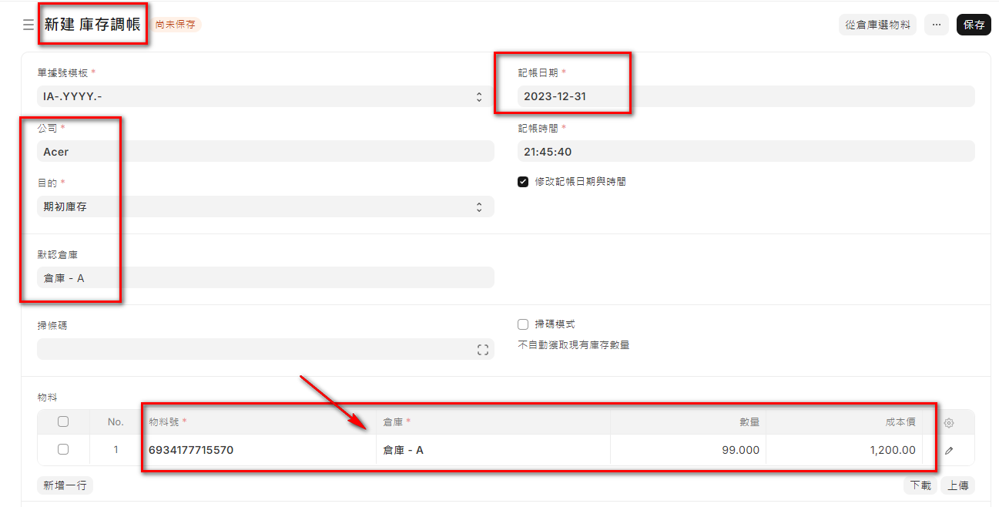 新建 庫存調帳 尚未保存 從倉庫選物料 ... 保存
單據號模板 * 記帳日期 *
IA-.YYYY.- 2023-12-31
公司 * 記帳時間 *
Acer 21:45:40
目的 * 修改記帳日期與時間
期初庫存
默認倉庫
倉庫 - A
掃條碼 掃碼模式
不自動獲取現有庫存數量
物料
No. 物料號 * 倉庫 * 數量 成本價
1 6934177715570 倉庫 - A 99.000 1,200.00
新增一行 下載 上傳